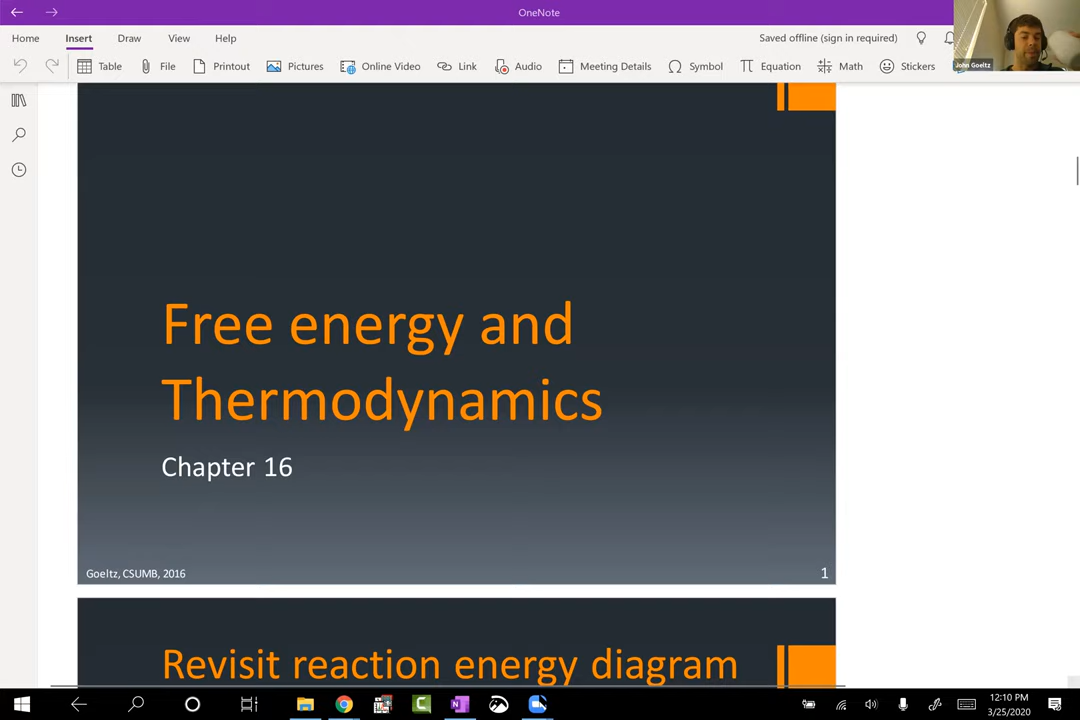 OneNote
Home Insert Draw View Help
Saved offline (sign in required)
Table File Printout Pictures Online Video Link Audio Meeting Details Symbol Equation Math Stickers
John Goeltz
Free energy and
Thermodynamics
Chapter 16
Goeltz, CSUMB, 2016
1
Revisit reaction energy diagram
12:10 PM
3/25/2020